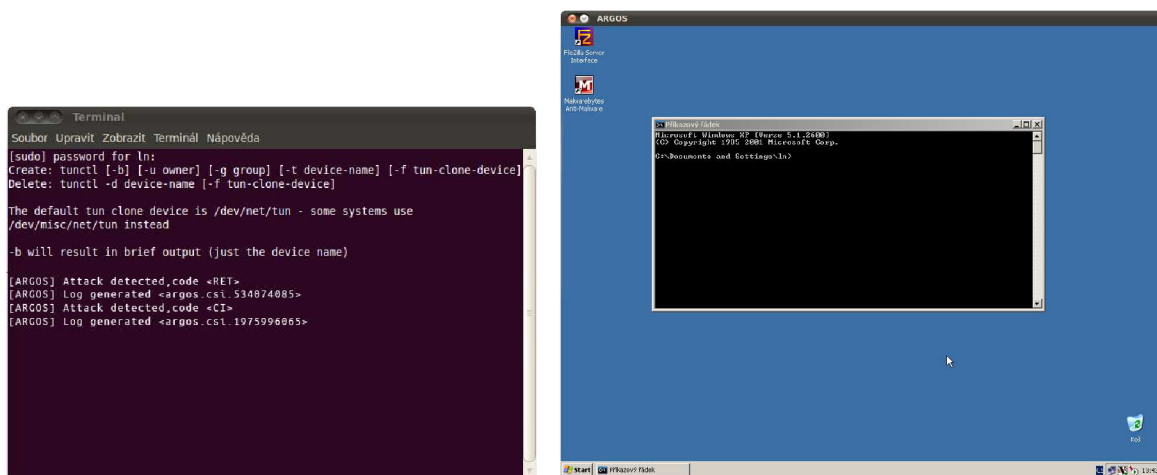 Terminal
Soubor Upravit Zobrazit Terminál Nápověda
[sudo] password for ln:
Create: tunctl [-b] [-u owner] [-g group] [-t device-name] [-f tun-clone-device]
Delete: tunctl -d device-name [-f tun-clone-device]
The default tun clone device is /dev/net/tun - some systems use
/dev/misc/net/tun instead
-b will result in brief output (just the device name)
[ARGOS] Attack detected,code <RET>
[ARGOS] Log generated <argos.csi.534074085>
[ARGOS] Attack detected,code <CI>
[ARGOS] Log generated <argos.csi.1975996065>
ARGOS
FileZilla Server
Interface
Malwarebytes
Anti-Malware
Příkazový řádek
Microsoft Windows XP [Verze 5.1.2600]
(C) Copyright 1985 2001 Microsoft Corp.
C:\Documents and Settings\ln>
Koš
Start
Příkazový řádek